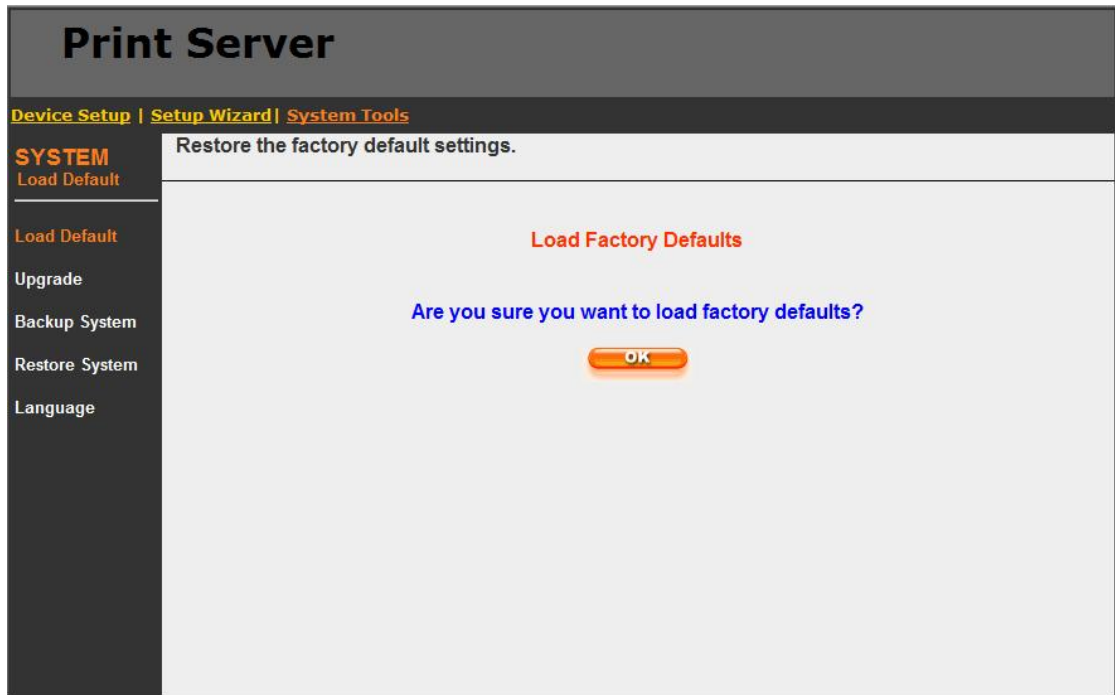 Print Server
Device Setup | Setup Wizard| System Tools
SYSTEM
Load Default
Load Default
Upgrade
Backup System
Restore System
Language
Restore the factory default settings.
Load Factory Defaults
Are you sure you want to load factory defaults?
OK